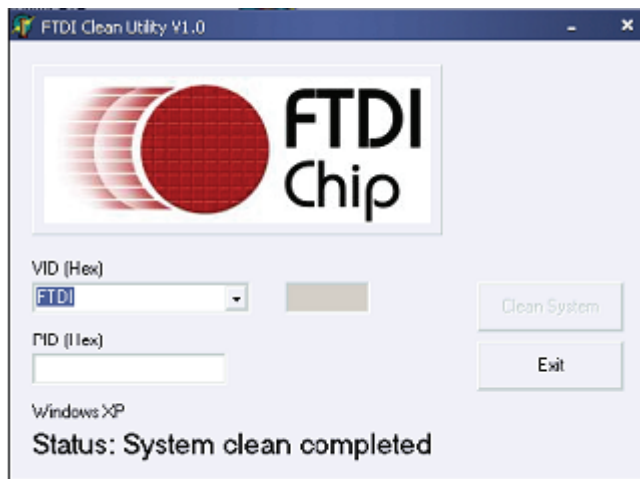 FTDI Clean Utility V1.0
FTDI
Chip
VID (Hex)
FTDI
Clean System
PID (Hex)
Exit
Windows XP
Status: System clean completed